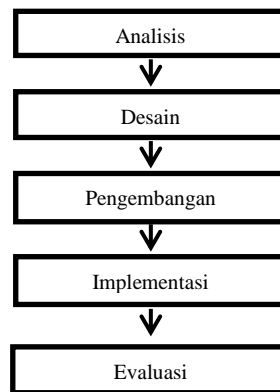 Analisis
Desain
Pengembangan
Implementasi
Evaluasi